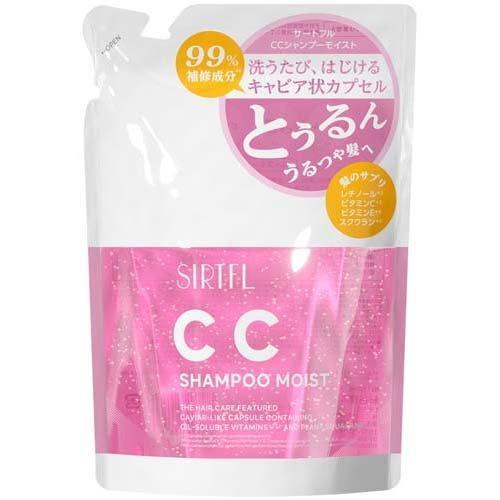 OPEN
99%
補修成分
サートフル
CCシャンプーモイスト
洗うたび、はじける
キャビア状カプセル
とぅるん
うるつや髪へ
髪のサプリ
レチノール
ビタミンC
ビタミンE
スクワラン
SIRTFL
CC
SHAMPOO MOIST
THE HAIR CARE FEATURED
CAVIAR-LIKE CAPSULE CONTAINING
OIL-SOLUBLE VITAMINS AND PLANT SQUALANE